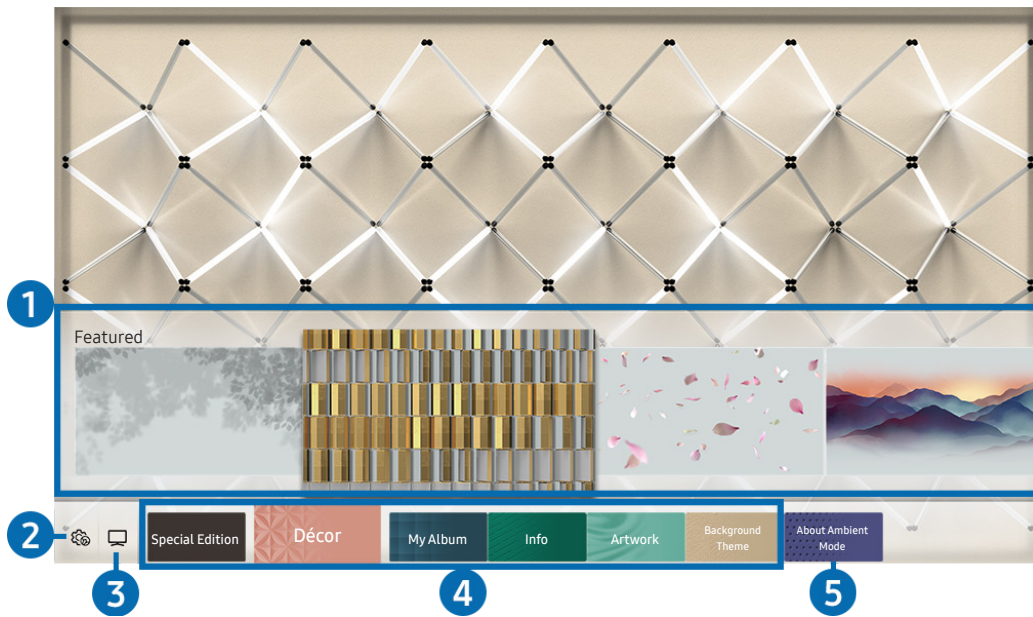 1
Featured
2
3
Special Edition
Décor
My Album
Info
Artwork
Background
Theme
About Ambient
Mode
4
5